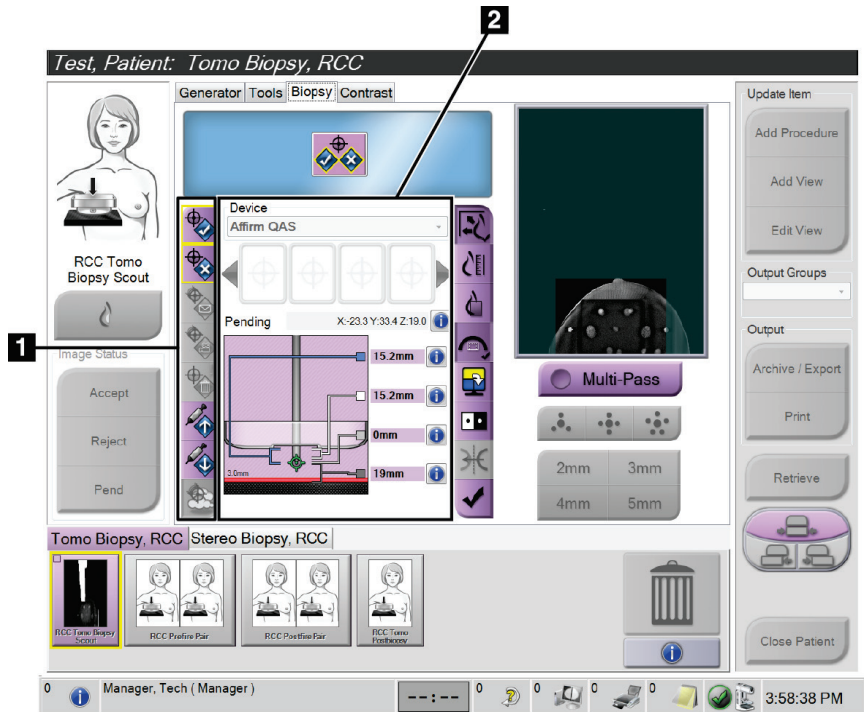 2
Test, Patient: Tomo Biopsy, RCC
Generator Tools Biopsy Contrast
Update Item
Add Procedure
Add View
Edit View
Device
Affirm QAS
RCC Tomo
Biopsy Scout
Output Groups
Pending X:-23.3 Y:33.4 Z:19.0
Output
1
Image Status
15.2mm
Archive / Export
Multi-Pass
Accept
15.2mm
Print
Reject
0mm
2mm 3mm
3.0mm
19mm
Retrieve
Pend
4mm 5mm
Tomo Biopsy, RCC Stereo Biopsy, RCC
RCC Tomo Biopsy
Scout
RCC Prefire Pair
RCC Postfire Pair
RCC Tomo
Postbiopsy
Close Patient
0 Manager, Tech ( Manager ) --:-- 0 0 0 0 3:58:38 PM